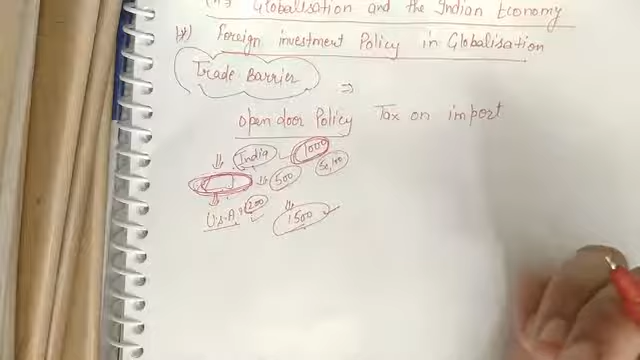 Globalisation and the Indian Economy
Foreign investment Policy in Globalisation
Trade Barrier ⇒
Open door Policy Tax on import
India 1000
500
U.S.A 200 1500